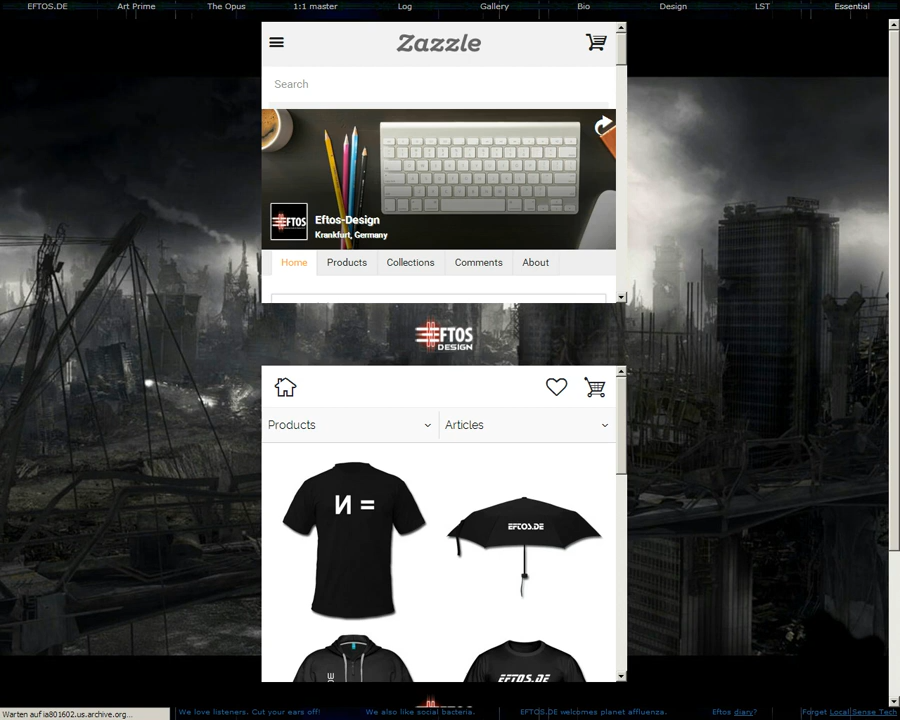 EFTOS.DE Art Prime The Opus 1:1 master Log Gallery Bio Design LST Essential
Zazzle
Search
EFTOS
Eftos-Design
Krankfurt, Germany
Home Products Collections Comments About
EFTOS
DESIGN
Products Articles
И =
EFTOS.DE
EFTOS.DE
Warten auf ia801602.us.archive.org... We love listeners. Cut your ears off! We also like social bacteria. EFTOS.DE welcomes planet affluenza. Eftos diary? Forget Local Sense Tech